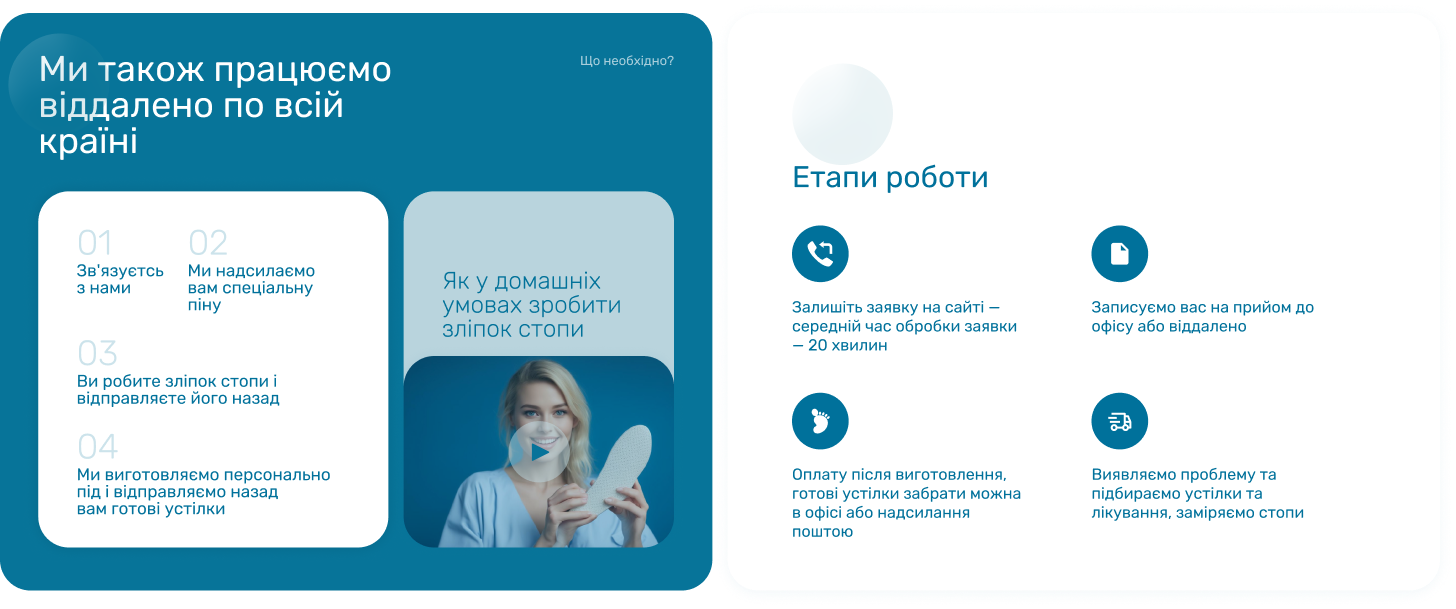 Ми також працюємо
віддалено по всій
країні
Що необхідно?
01
Зв'язуєтсь
з нами
02
Ми надсилаємо
вам спеціальну
піну
03
Ви робите зліпок стопи і
відправляєте його назад
04
Ми виготовляємо персонально
під і відправляємо назад
вам готові устілки
Як у домашніх
умовах зробити
зліпок стопи
Етапи роботи
Залишіть заявку на сайті —
середній час обробки заявки
— 20 хвилин
Записуємо вас на прийом до
офісу або віддалено
Оплату після виготовлення,
готові устілки забрати можна
в офісі або надсилання
поштою
Виявляємо проблему та
підбираємо устілки та
лікування, заміряємо стопи